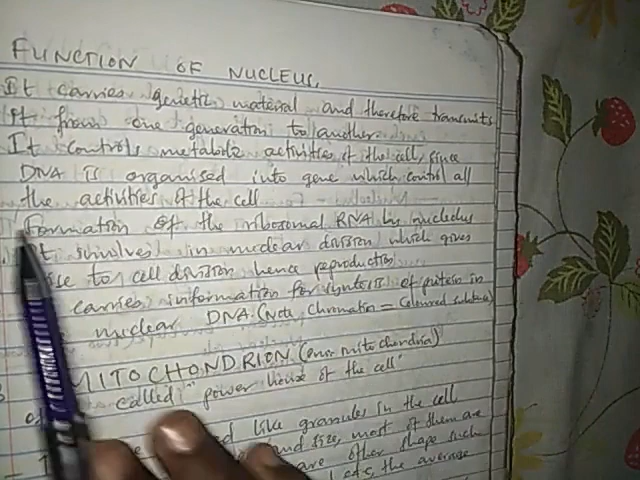 FUNCTION OF NUCLEUS.
It carries genetic material and therefore transmits
It from one generation to another
It controls metabolic activities of the cell, since
DNA is organised into gene which control all
the activities of the cell
Formation of the ribosomal RNA by nucleolus
It involves in nuclear division which gives
rise to cell division hence reproduction
carries information for synthesis of protein in
nuclear DNA. (Note, Chromatin = Coloured substance)
MITOCHONDRION (mitochondria)
called "power house of the cell"
like granules in the cell
and size, most of them are
are other shape such
etc, the average